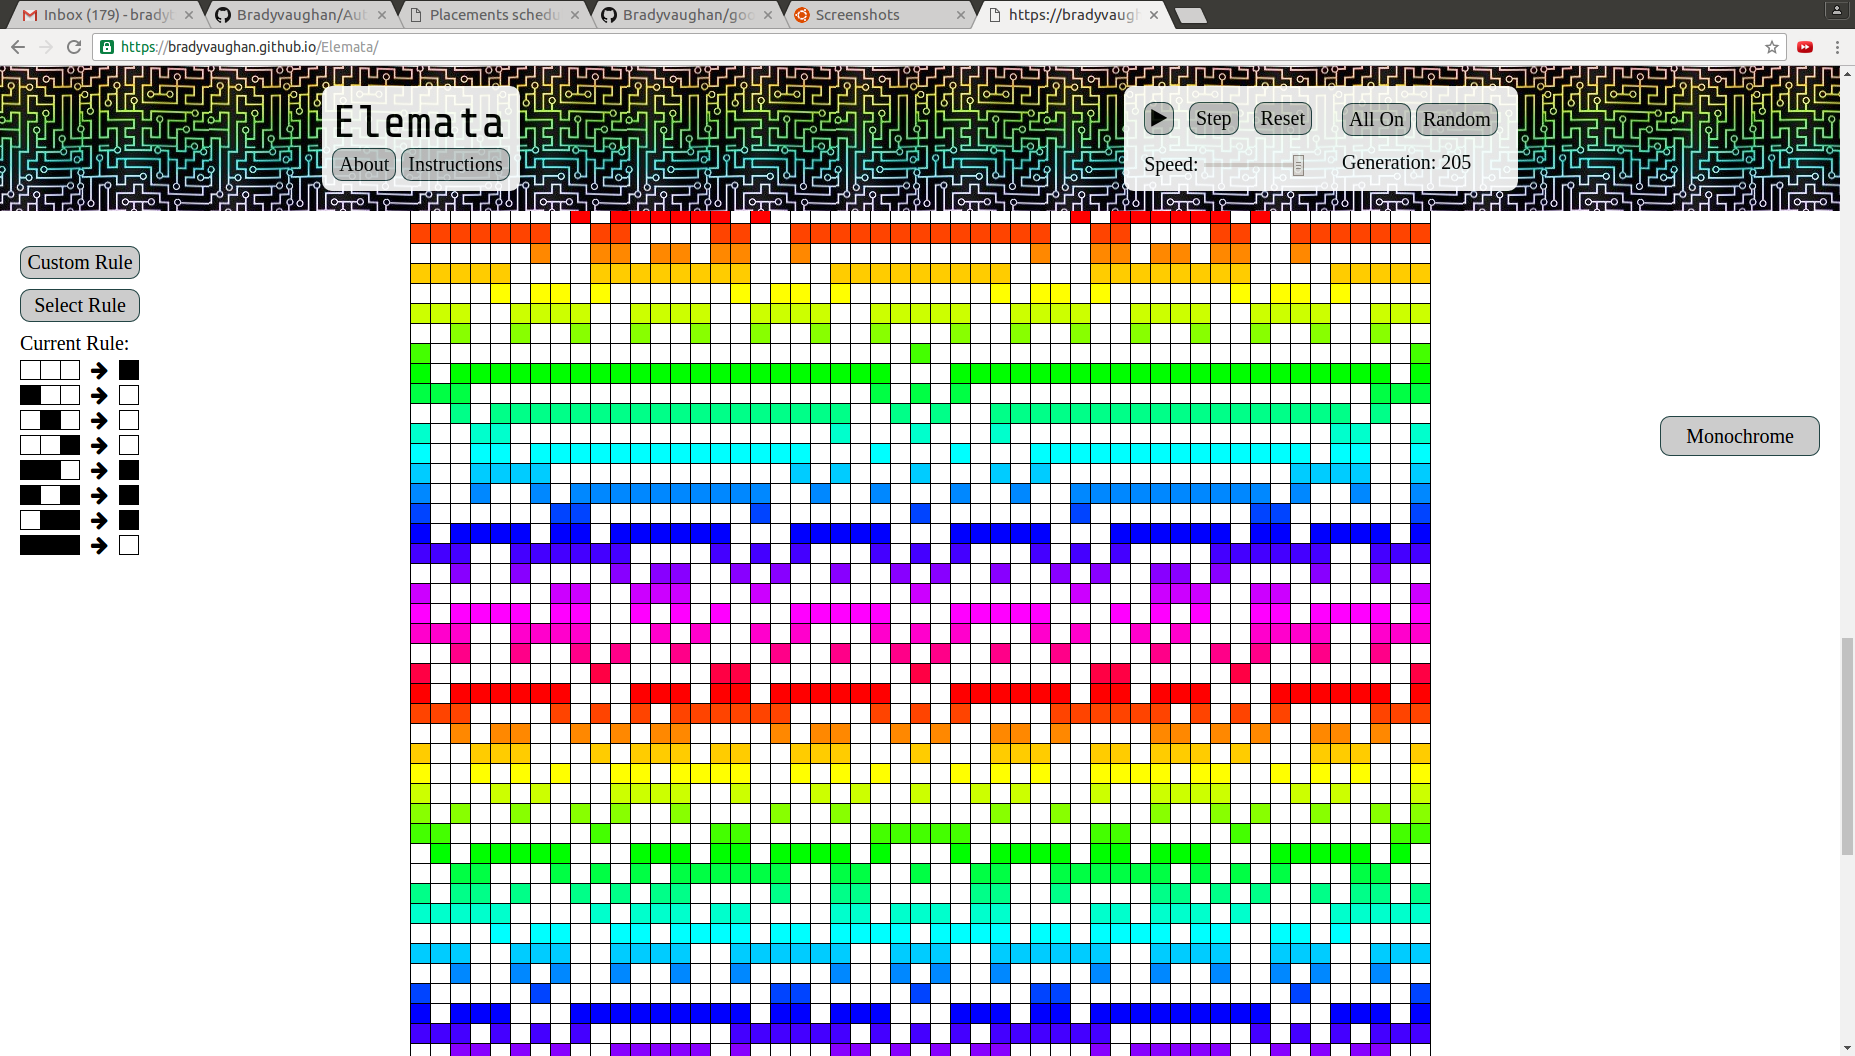 Inbox (179) - bradyt
Bradyvaughan/Aut
Placements schedu
Bradyvaughan/goo
Screenshots
https://bradyvaugh
https://bradyvaughan.github.io/Elemata/
Elemata
About
Instructions
Step
Reset
All On
Random
Speed:
Generation: 205
Custom Rule
Select Rule
Current Rule:
Monochrome